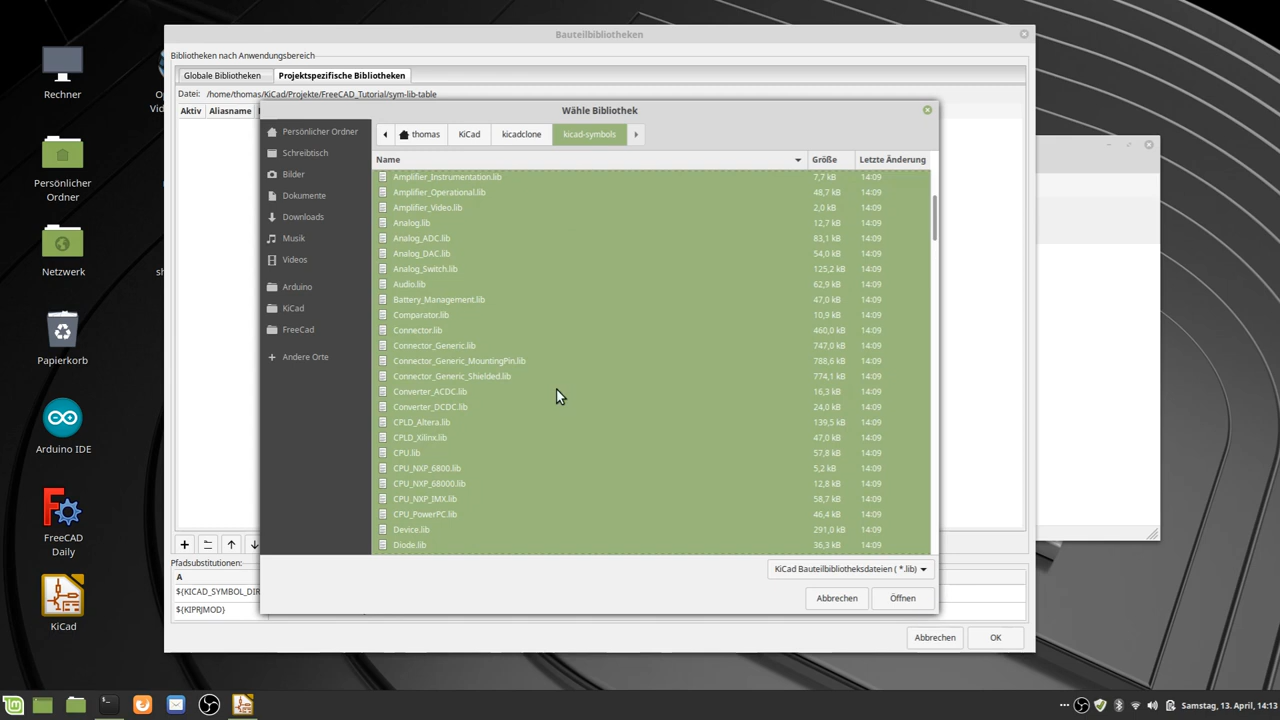 Bauteilbibliotheken
Bibliotheken nach Anwendungsbereich
Globale Bibliotheken Projektspezifische Bibliotheken
Datei: /home/thomas/KiCad/Projekte/FreeCAD_Tutorial/sym-lib-table
Aktiv Aliasname
Wähle Bibliothek
thomas KiCad kicadclone kicad-symbols
Name Größe Letzte Änderung
Persönlicher Ordner
Schreibtisch
Bilder
Dokumente
Downloads
Musik
Videos
Arduino
KiCad
FreeCad
Andere Orte
Amplifier_Instrumentation.lib 7,7 kB 14:09
Amplifier_Operational.lib 48,7 kB 14:09
Amplifier_Video.lib 2,0 kB 14:09
Analog.lib 12,7 kB 14:09
Analog_ADC.lib 83,1 kB 14:09
Analog_DAC.lib 54,0 kB 14:09
Analog_Switch.lib 125,2 kB 14:09
Audio.lib 62,9 kB 14:09
Battery_Management.lib 47,0 kB 14:09
Comparator.lib 10,9 kB 14:09
Connector.lib 460,0 kB 14:09
Connector_Generic.lib 747,0 kB 14:09
Connector_Generic_MountingPin.lib 788,6 kB 14:09
Connector_Generic_Shielded.lib 774,1 kB 14:09
Converter_ACDC.lib 16,3 kB 14:09
Converter_DCDC.lib 24,0 kB 14:09
CPLD_Altera.lib 139,5 kB 14:09
CPLD_Xilinx.lib 47,0 kB 14:09
CPU.lib 57,8 kB 14:09
CPU_NXP_6800.lib 5,2 kB 14:09
CPU_NXP_68000.lib 12,8 kB 14:09
CPU_NXP_IMX.lib 58,7 kB 14:09
CPU_PowerPC.lib 46,4 kB 14:09
Device.lib 291,0 kB 14:09
Diode.lib 36,3 kB 14:09
KiCad Bauteilbibliotheksdateien ( *.lib)
Abbrechen Öffnen
Pfadsubstitutionen:
A
${KICAD_SYMBOL_DIR
${KIPRJMOD}
Abbrechen OK
Rechner
Persönlicher
Ordner
Netzwerk
Papierkorb
Arduino IDE
FreeCAD
Daily
KiCad
Samstag, 13. April, 14:13